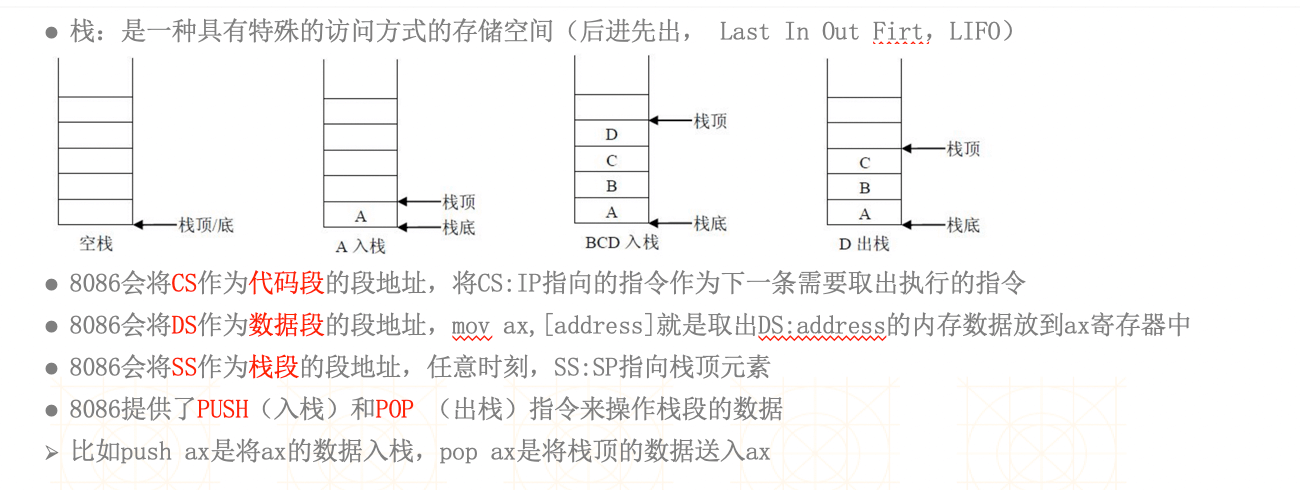 ● 栈：是一种具有特殊的访问方式的存储空间（后进先出， Last In Out Firt，LIFO）
栈顶
D
栈顶
C
C
栈顶
B
B
栈顶/底
A
栈底
A
栈底
A
栈底
空栈
A 入栈
BCD 入栈
D 出栈
● 8086会将CS作为代码段的段地址，将CS:IP指向的指令作为下一条需要取出执行的指令
● 8086会将DS作为数据段的段地址，mov ax,[address]就是取出DS:address的内存数据放到ax寄存器中
● 8086会将SS作为栈段的段地址，任意时刻，SS:SP指向栈顶元素
● 8086提供了PUSH（入栈）和POP （出栈）指令来操作栈段的数据
➢ 比如push ax是将ax的数据入栈，pop ax是将栈顶的数据送入ax